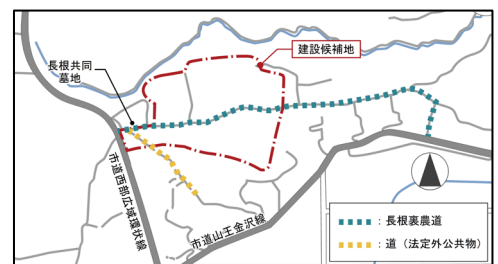 建設候補地
長根共同
墓地
市道西部広域環状線
市道山王金沢線
：長根裏農道
：道（法定外公共物）